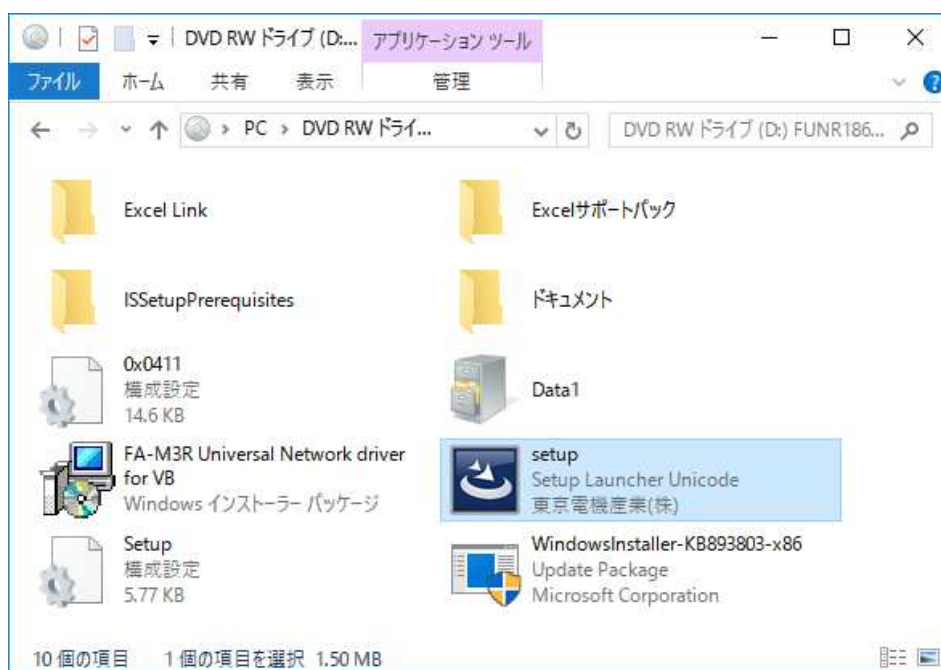 DVD RW ドライブ (D:... アプリケーション ツール
ファイル ホーム 共有 表示 管理
PC DVD RW ドライ... DVD RW ドライブ (D:) FUNR186...
Excel Link
Excelサポートパック
ISSetupPrerequisites
ドキュメント
0x0411
構成設定
14.6 KB
Data1
FA-M3R Universal Network driver
for VB
Windows インストーラー パッケージ
setup
Setup Launcher Unicode
東京電機産業(株)
Setup
構成設定
5.77 KB
WindowsInstaller-KB893803-x86
Update Package
Microsoft Corporation
10 個の項目 1 個の項目を選択 1.50 MB